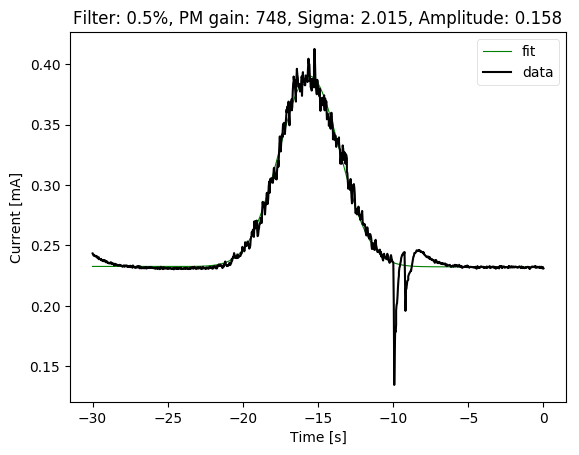 Filter: 0.5%, PM gain: 748, Sigma: 2.015, Amplitude: 0.158
fit
data
0.40
0.35
0.30
0.25
0.20
0.15
Current [mA]
−30
−25
−20
−15
−10
−5
0
Time [s]